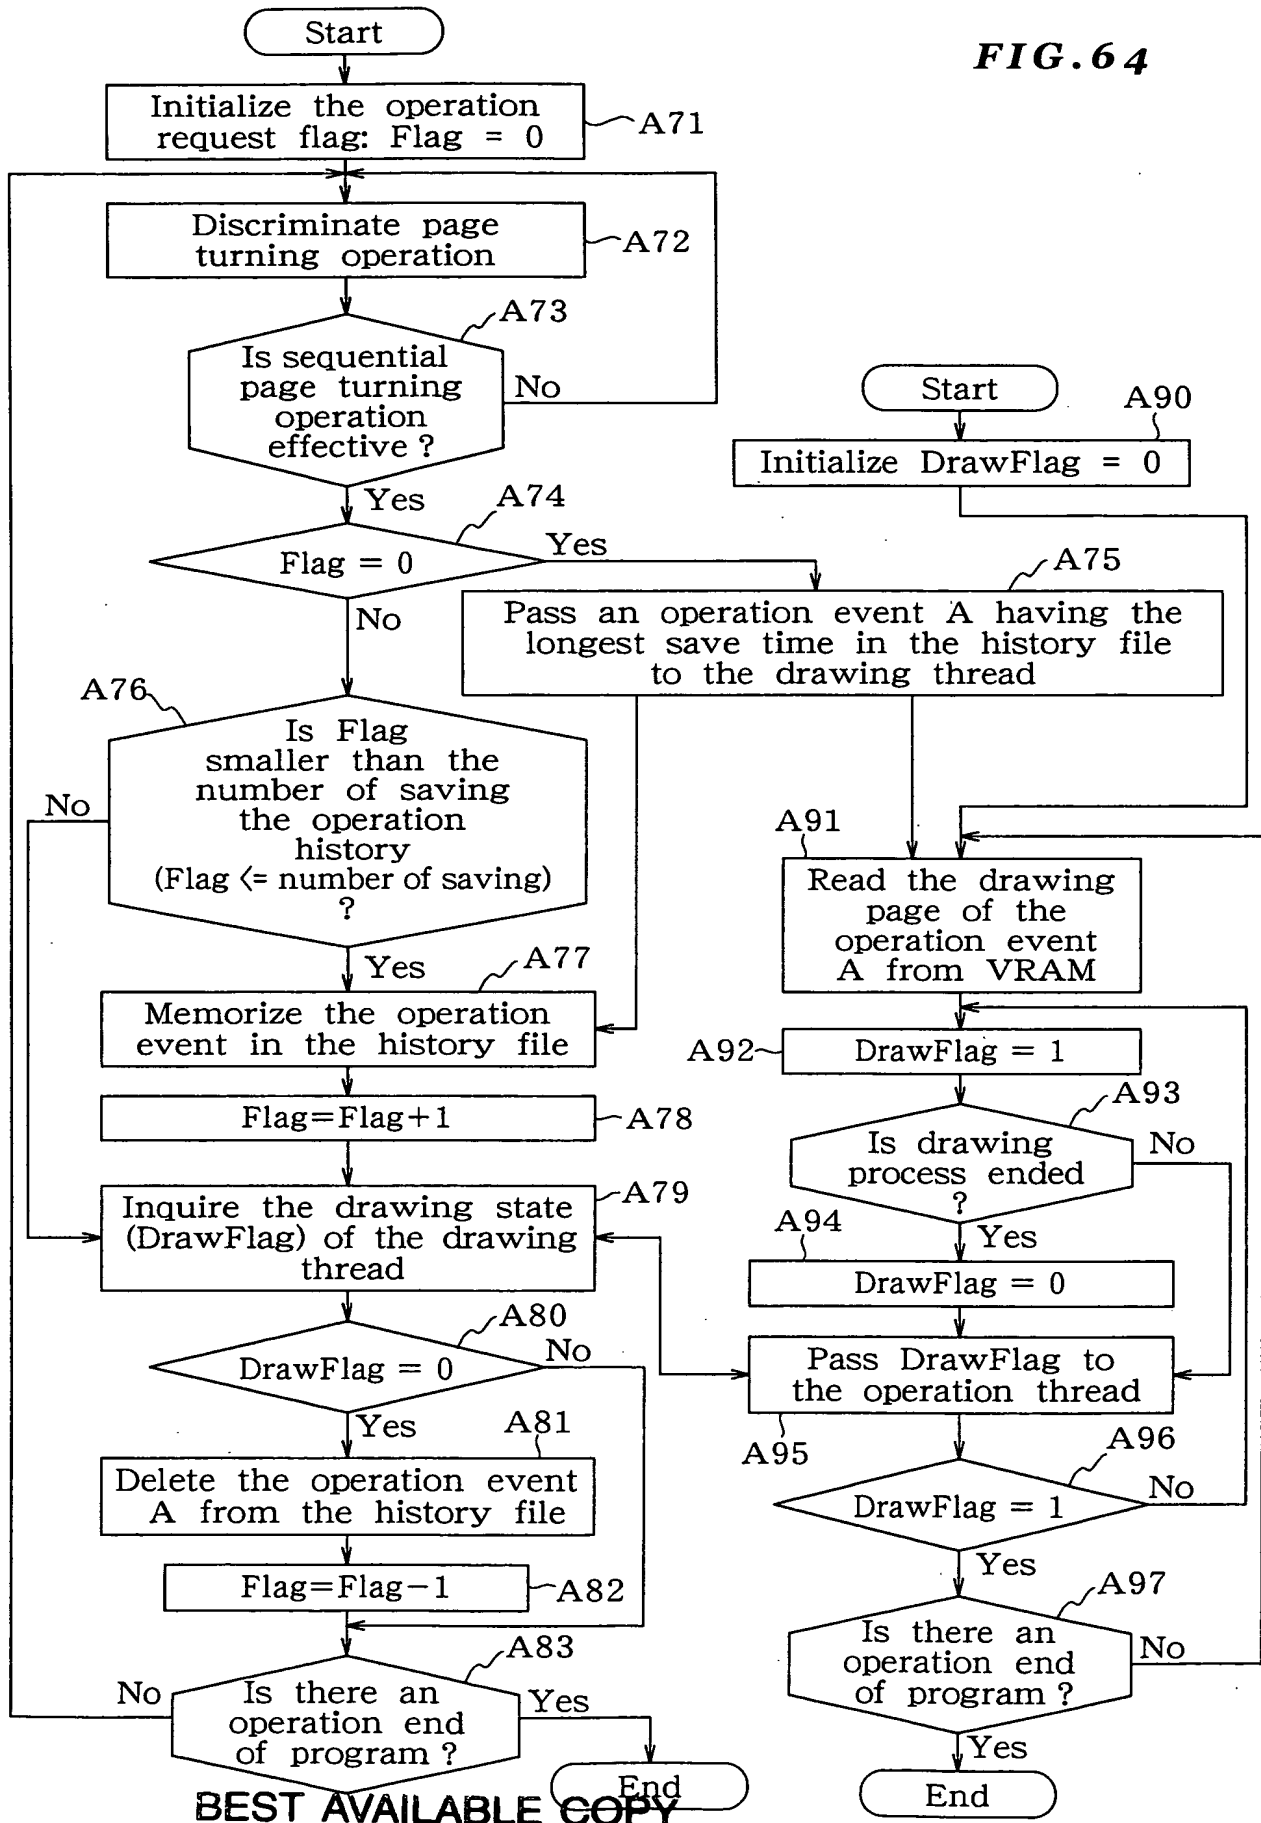 FIG.64
Start
Initialize the operation
request flag: Flag = 0
A71
Discriminate page
turning operation
A72
A73
Is sequential
page turning
operation
effective ?
No
Yes
A74
Flag = 0
Yes
No
A75
Pass an operation event A having the
longest save time in the history file
to the drawing thread
A76
Is Flag
smaller than the
number of saving
the operation
history
(Flag <= number of saving)
?
No
Yes
A77
Memorize the operation
event in the history file
Flag=Flag+1
A78
A79
Inquire the drawing state
(DrawFlag) of the drawing
thread
A80
DrawFlag = 0
No
Yes
A81
Delete the operation event
A from the history file
Flag=Flag-1
A82
A83
No
Is there an
operation end
of program ?
Yes
End
Start
A90
Initialize DrawFlag = 0
A91
Read the drawing
page of the
operation event
A from VRAM
A92
DrawFlag = 1
A93
Is drawing
process ended
?
No
A94
Yes
DrawFlag = 0
Pass DrawFlag to
the operation thread
A95
A96
DrawFlag = 1
No
Yes
A97
Is there an
operation end
of program ?
No
Yes
End
BEST AVAILABLE COPY